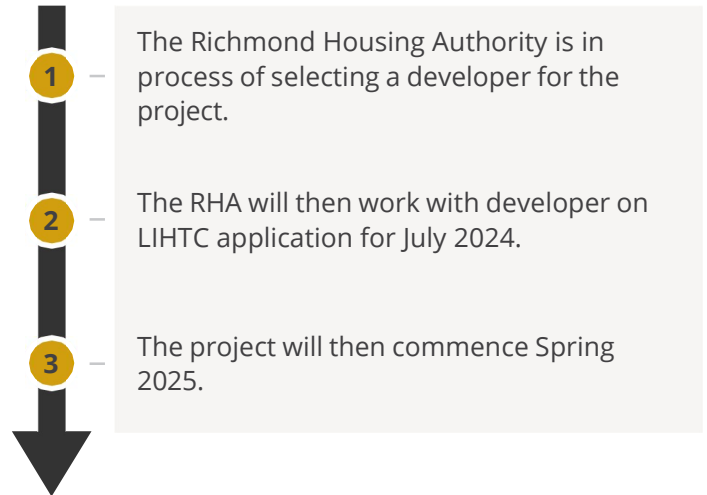 1
The Richmond Housing Authority is in
process of selecting a developer for the
project.
2
The RHA will then work with developer on
LIHTC application for July 2024.
3
The project will then commence Spring
2025.